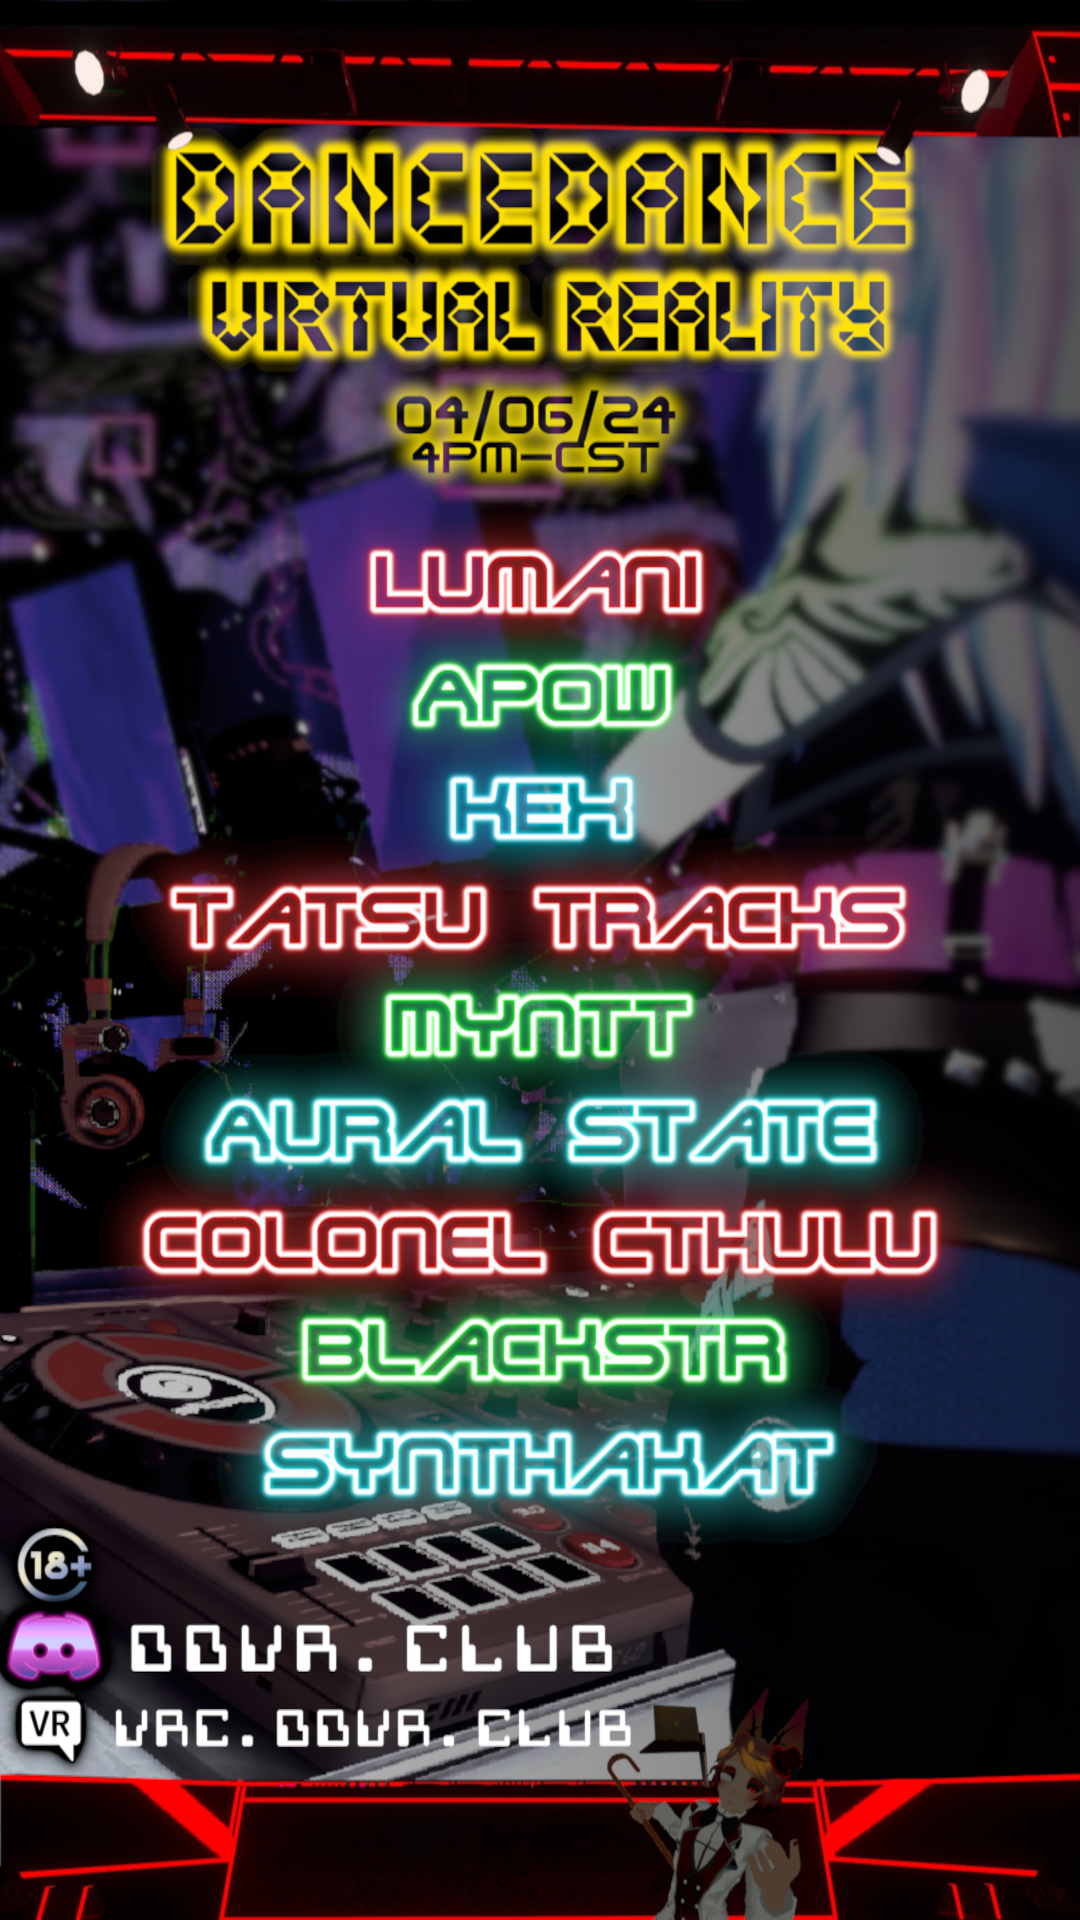 DANCEDANCE
VIRTUAL REALITY
04/06/24
4PM-CST
LUMANI
APOW
KEK
TATSU TRACKS
MYNTT
AURAL STATE
COLONEL CTHULU
BLACKSTR
SYNTHAKAT
18+
DDVR.CLUB
VR
VRC.DDVR.CLUB